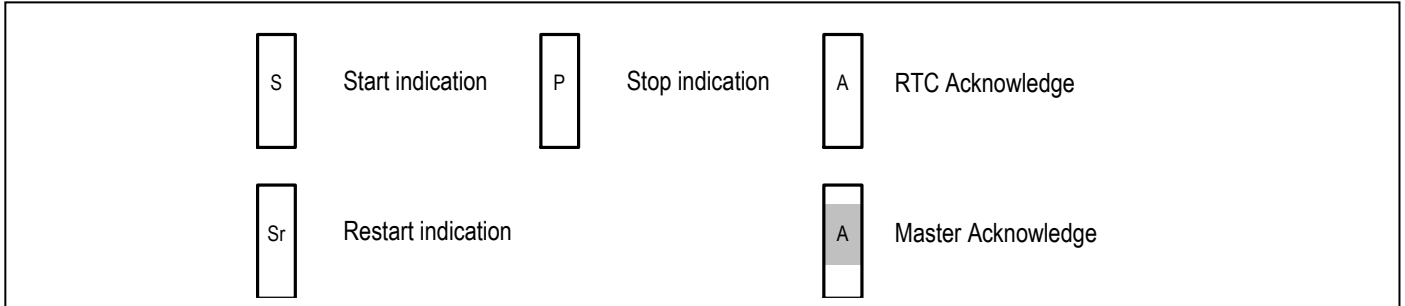 S Start indication P Stop indication A RTC Acknowledge
Sr Restart indication A Master Acknowledge